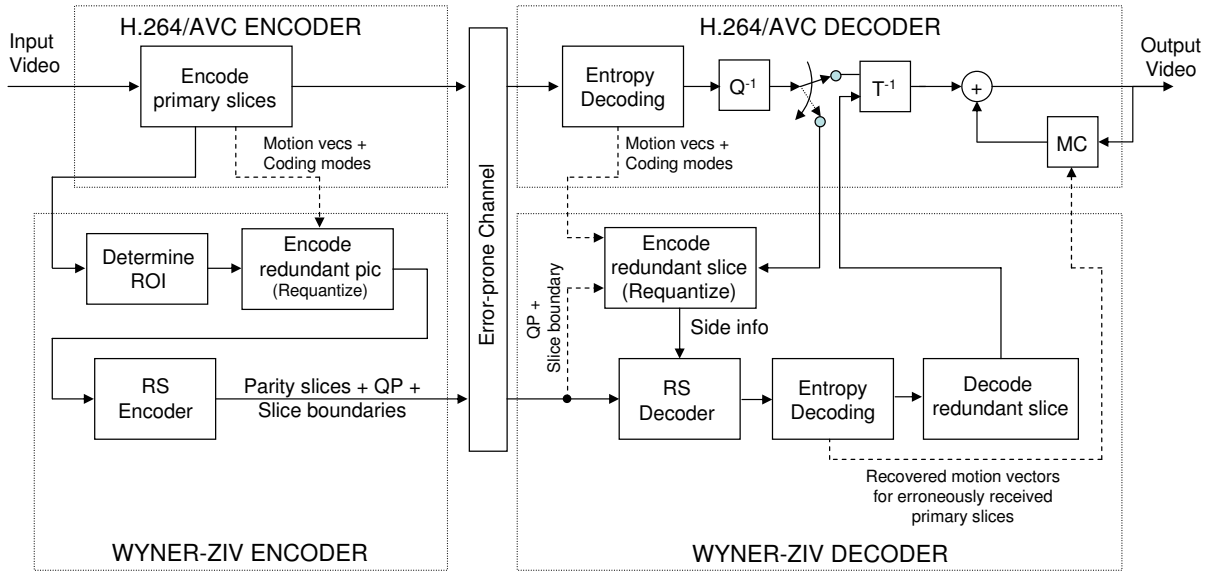 H.264/AVC ENCODER
H.264/AVC DECODER
Input
Video
Encode
primary slices
Motion vecs +
Coding modes
Entropy
Decoding
Q-1
T-1
+
Output
Video
MC
Motion vecs +
Coding modes
Error-prone Channel
Determine
ROI
Encode
redundant pic
(Requantize)
RS
Encoder
Parity slices + QP +
Slice boundaries
WYNER-ZIV ENCODER
Encode
redundant slice
(Requantize)
QP +
Slice boundary
Side info
RS
Decoder
Entropy
Decoding
Decode
redundant slice
Recovered motion vectors
for erroneously received
primary slices
WYNER-ZIV DECODER